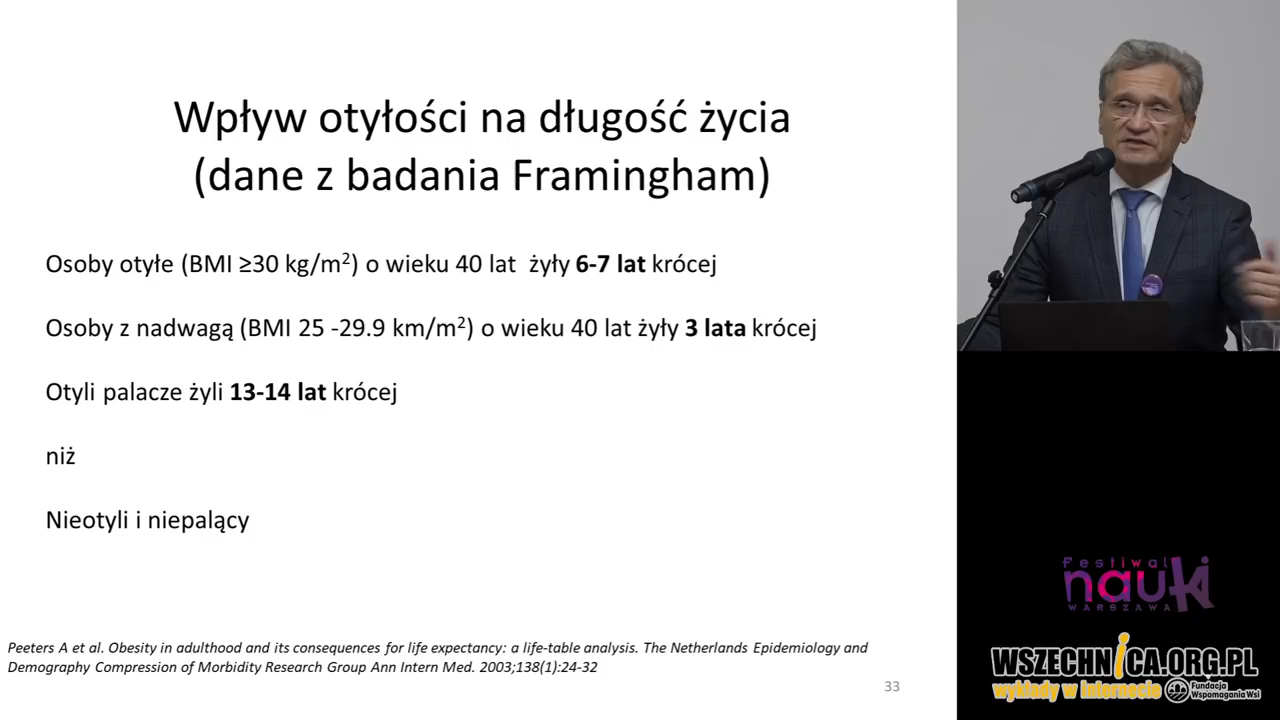 Wpływ otyłości na długość życia
(dane z badania Framingham)
Osoby otyłe (BMI ≥30 kg/m²) o wieku 40 lat żyły 6-7 lat krócej
Osoby z nadwagą (BMI 25 -29.9 km/m²) o wieku 40 lat żyły 3 lata krócej
Otyli palacze żyli 13-14 lat krócej
niż
Nieotyli i niepalący
Peeters A et al. Obesity in adulthood and its consequences for life expectancy: a life-table analysis. The Netherlands Epidemiology and
Demography Compression of Morbidity Research Group Ann Intern Med. 2003;138(1):24-32
33
Festiwal
nauki
WARSZAWA
WSZECHNiCA.ORG.PL
wykłady w internecie
Fundacja
Wspomagania Wsi